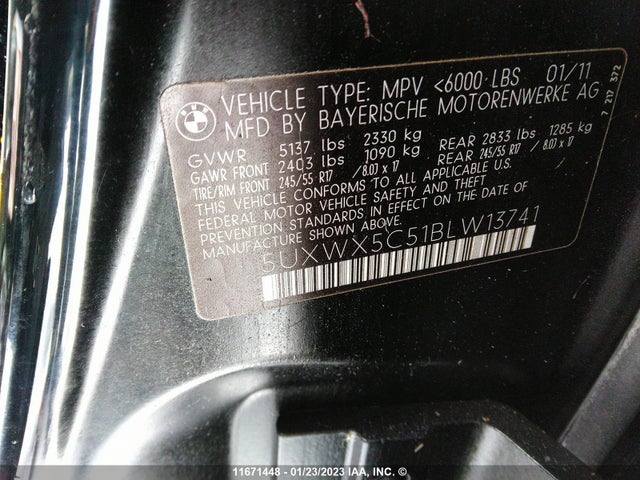 VEHICLE TYPE: MPV <6000 LBS 01/11
MFD BY BAYERISCHE MOTORENWERKE AG
7 217 372
GVWR 5137 lbs 2330 kg
GAWR FRONT 2403 lbs 1090 kg REAR 2833 lbs 1285 kg
TIRE/RIM FRONT 245/55 R17 / 8.0J x 17 REAR 245/55 R17 / 8.0J x 17
THIS VEHICLE CONFORMS TO ALL APPLICABLE U.S.
FEDERAL MOTOR VEHICLE SAFETY AND THEFT
PREVENTION STANDARDS IN EFFECT ON THE DATE OF
MANUFACTURE SHOWN ABOVE.
5UXWX5C51BLW13741
11671448 - 01/23/2023 IAA, INC. ©